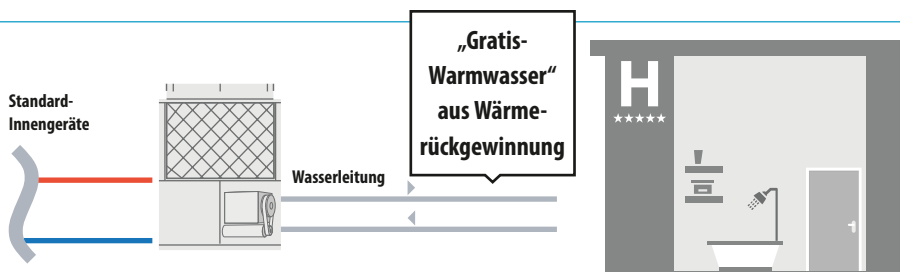 „Gratis-
Warmwasser“
aus Wärme-
rückgewinnung
Standard-
Innengeräte
Wasserleitung
H
★★★★★